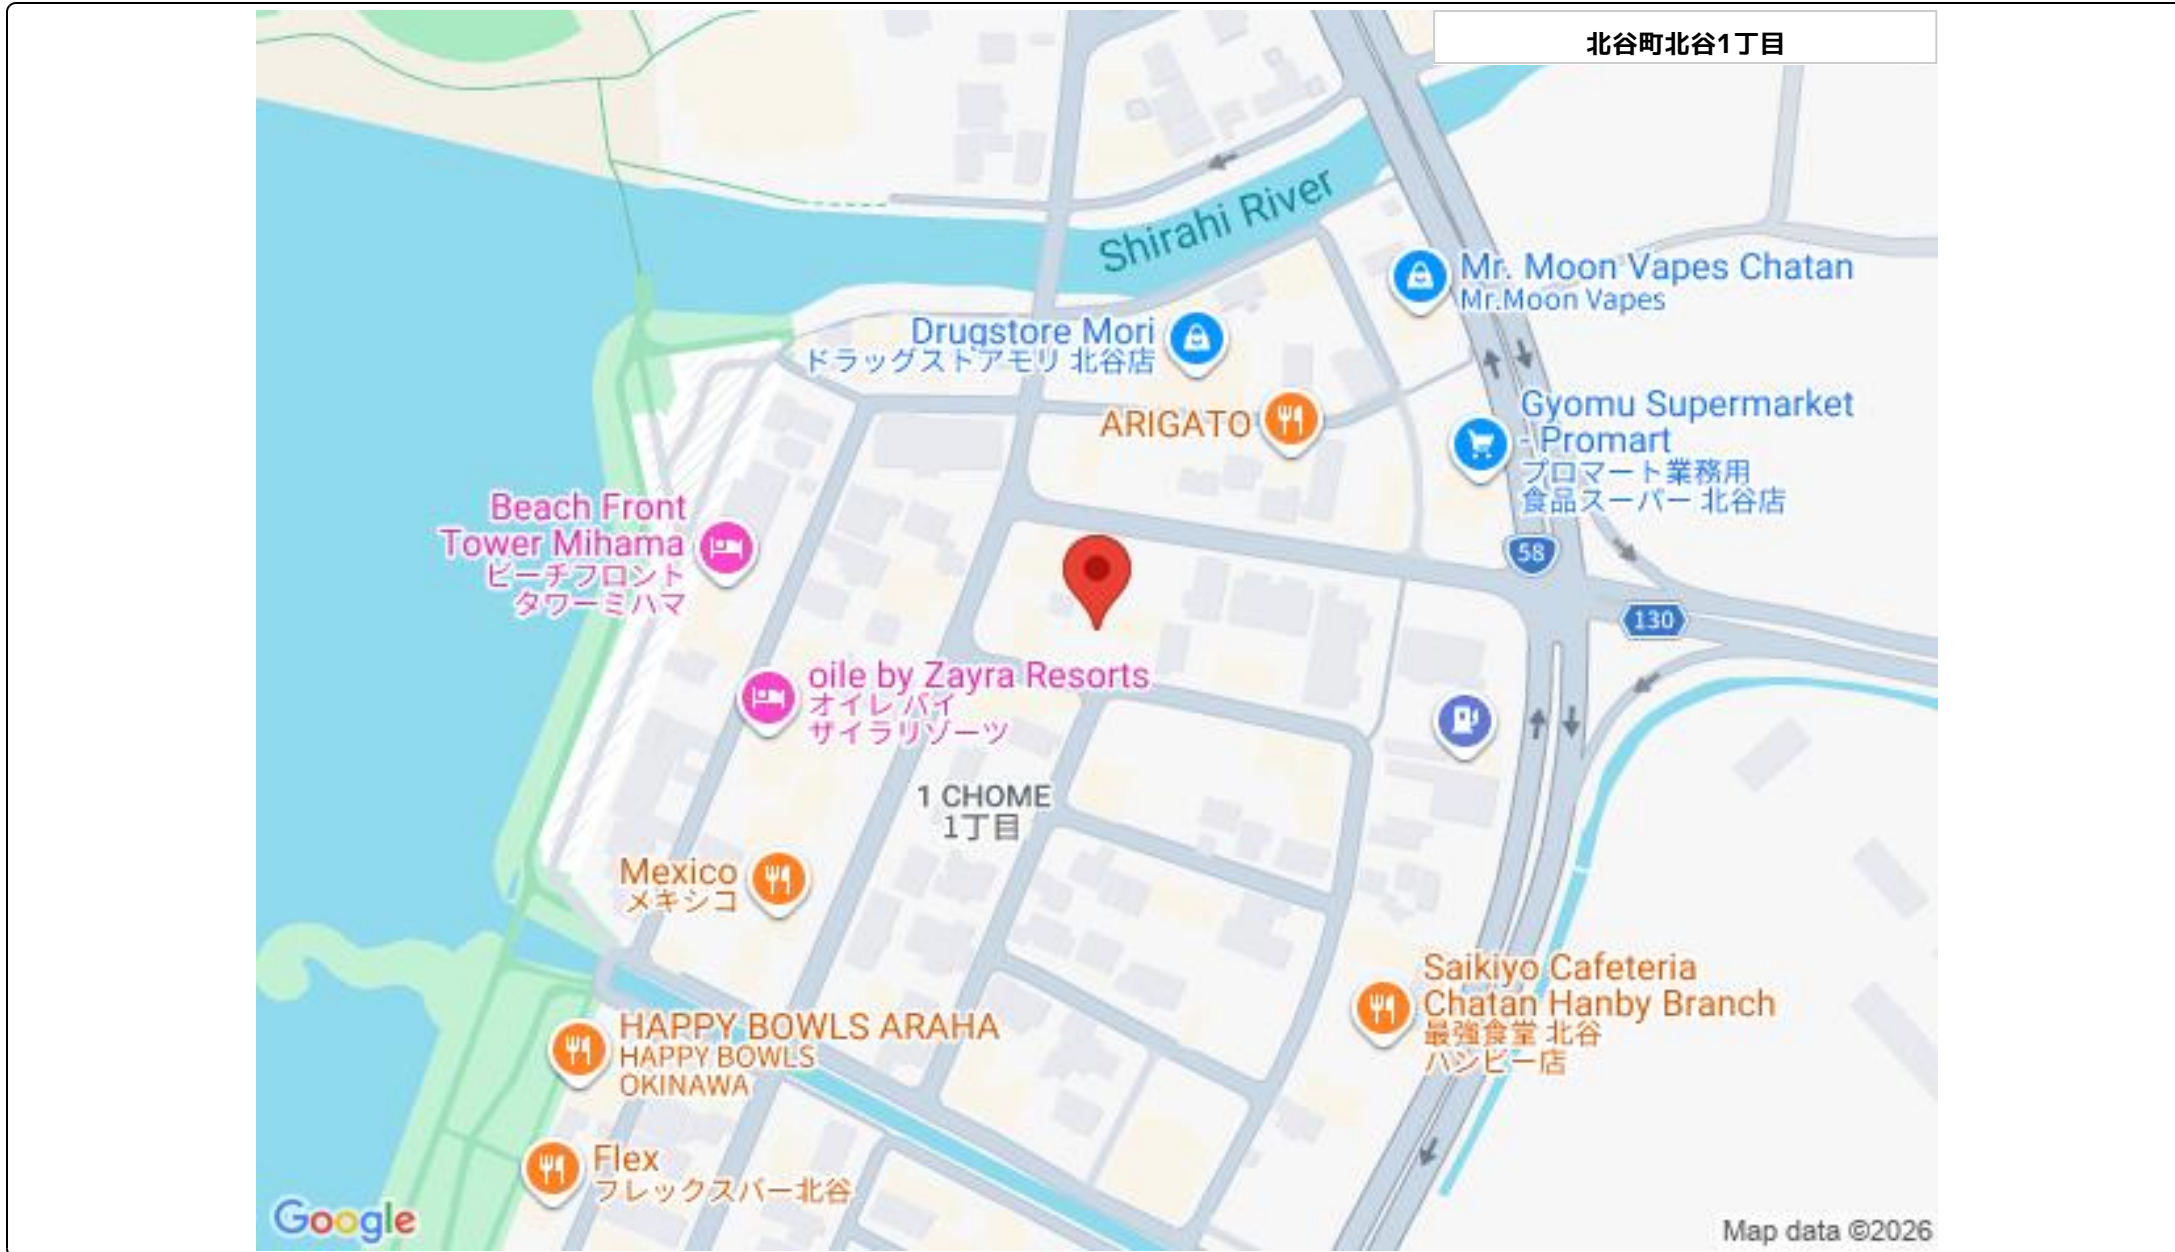 北谷町北谷1丁目
Shirahi River
Mr. Moon Vapes Chatan
Mr.Moon Vapes
Drugstore Mori
ドラッグストアモリ 北谷店
ARIGATO
Gyomu Supermarket
- Promart
プロマート業務用
食品スーパー 北谷店
Beach Front
Tower Mihama
ビーチフロント
タワーミハマ
58
130
oile by Zayra Resorts
オイレ バイ
ザイラリゾーツ
1 CHOME
1丁目
Mexico
メキシコ
Saikiyo Cafeteria
Chatan Hanby Branch
最強食堂 北谷
ハンビー店
HAPPY BOWLS ARAHA
HAPPY BOWLS
OKINAWA
Flex
フレックスバー北谷
Google
Map data ©2026